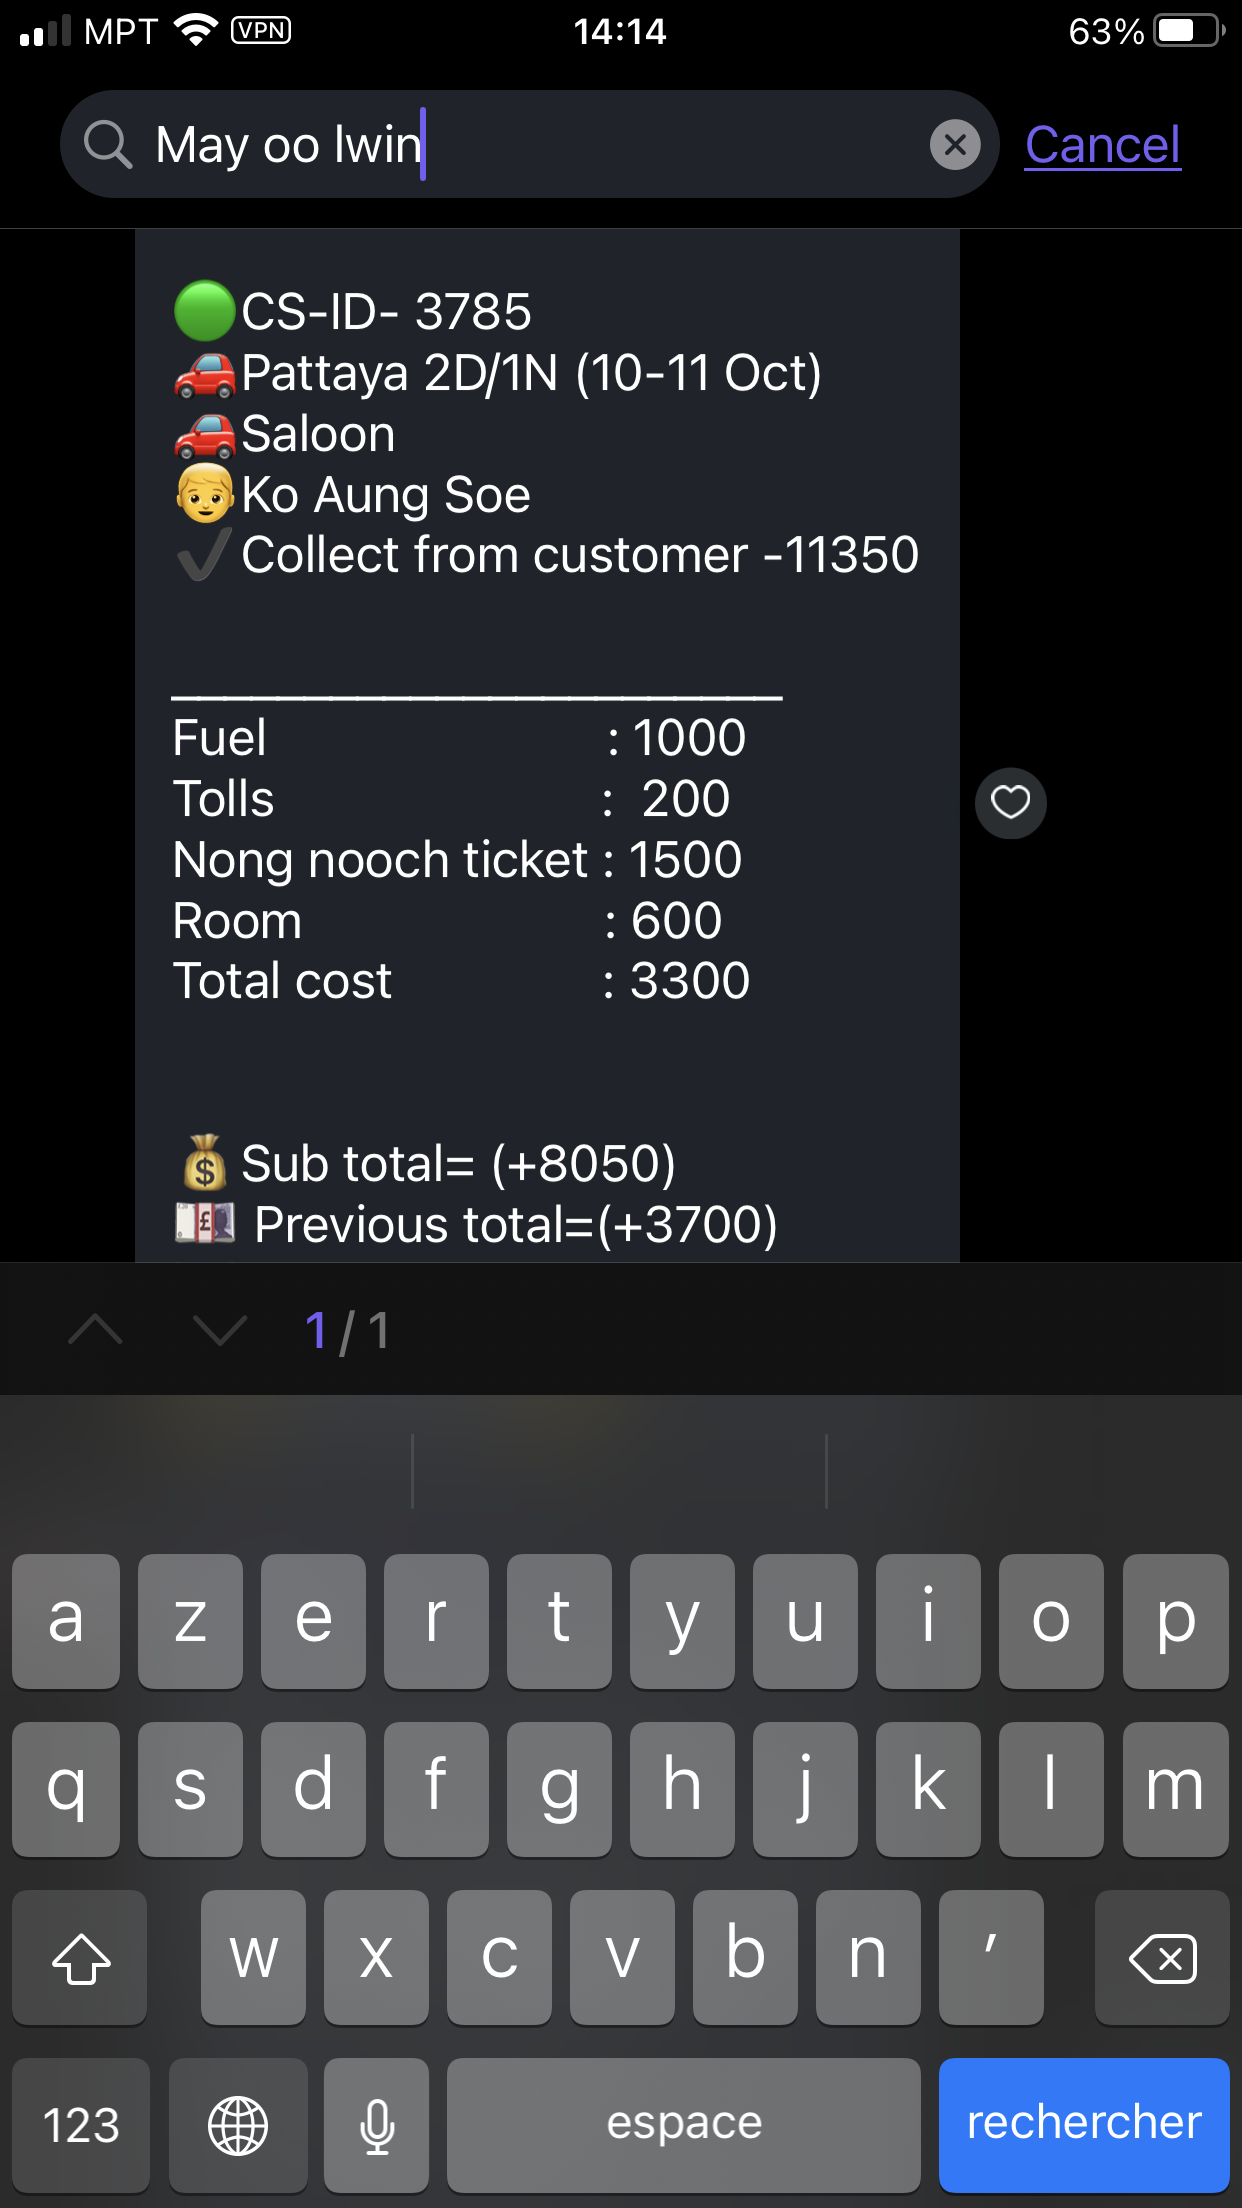 MPT VPN 14:14 63%
May oo lwin Cancel
CS-ID- 3785
Pattaya 2D/1N (10-11 Oct)
Saloon
Ko Aung Soe
Collect from customer -11350
Fuel : 1000
Tolls : 200
Nong nooch ticket : 1500
Room : 600
Total cost : 3300
Sub total= (+8050)
Previous total=(+3700)
1 / 1
a z e r t y u i o p
q s d f g h j k l m
w x c v b n ’
123 espace rechercher